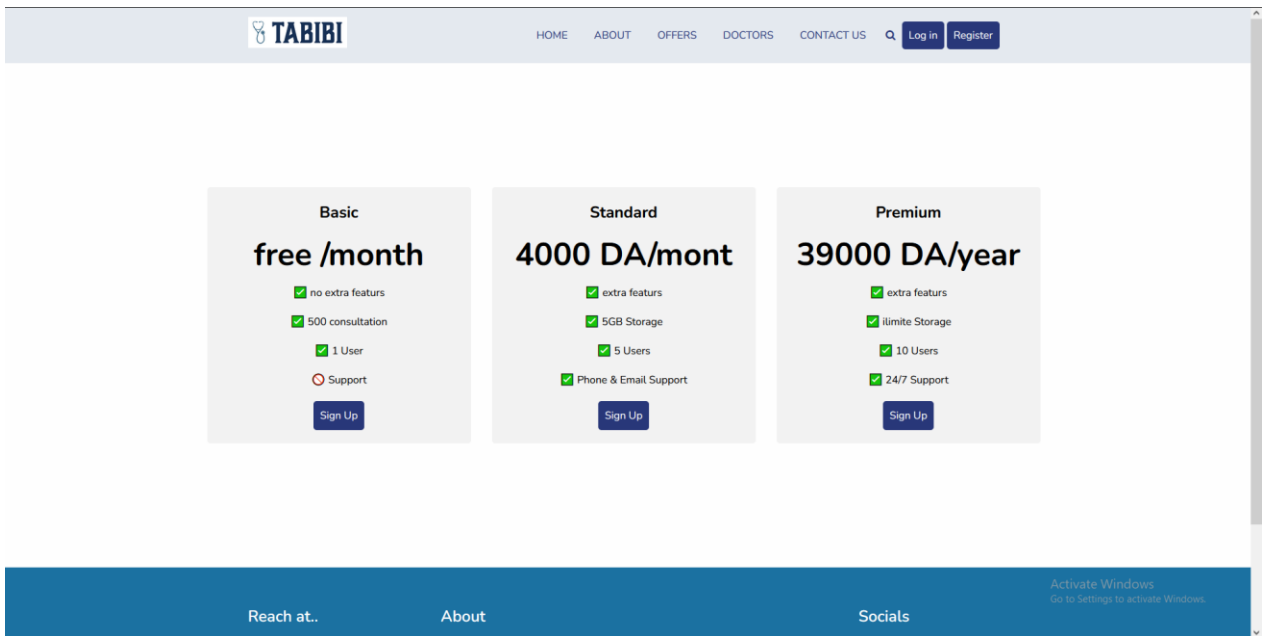 TABIBI
HOME ABOUT OFFERS DOCTORS CONTACT US Log in Register
Basic
free /month
no extra featurs
500 consultation
1 User
Support
Sign Up
Standard
4000 DA/mont
extra featurs
5GB Storage
5 Users
Phone & Email Support
Sign Up
Premium
39000 DA/year
extra featurs
ilimite Storage
10 Users
24/7 Support
Sign Up
Activate Windows
Go to Settings to activate Windows.
Reach at.. About Socials